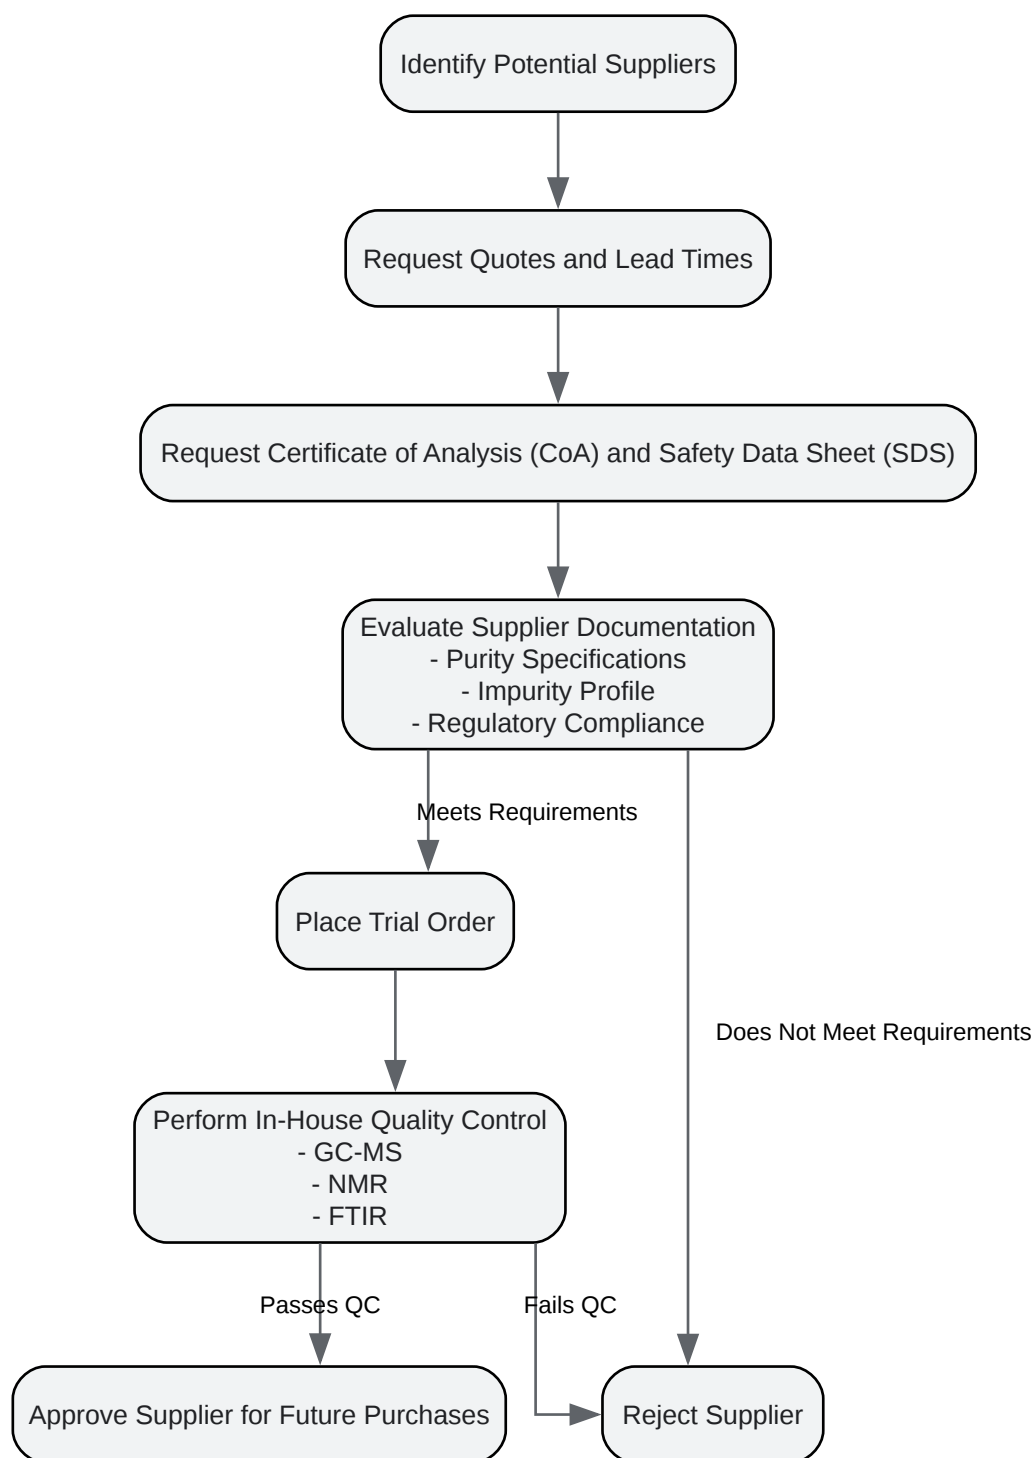 Identify Potential Suppliers
Request Quotes and Lead Times
Request Certificate of Analysis (CoA) and Safety Data Sheet (SDS)
Evaluate Supplier Documentation
- Purity Specifications
- Impurity Profile
- Regulatory Compliance
Meets Requirements
Place Trial Order
Does Not Meet Requirements
Perform In-House Quality Control
- GC-MS
- NMR
- FTIR
Passes QC
Fails QC
Approve Supplier for Future Purchases
Reject Supplier